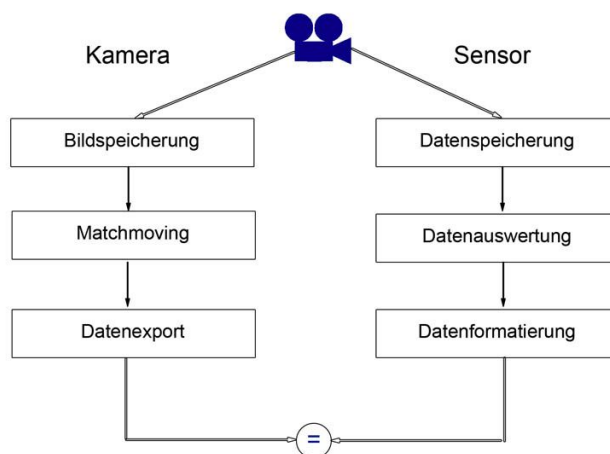 Kamera
Sensor
Bildspeicherung
Datenspeicherung
Matchmoving
Datenauswertung
Datenexport
Datenformatierung
=